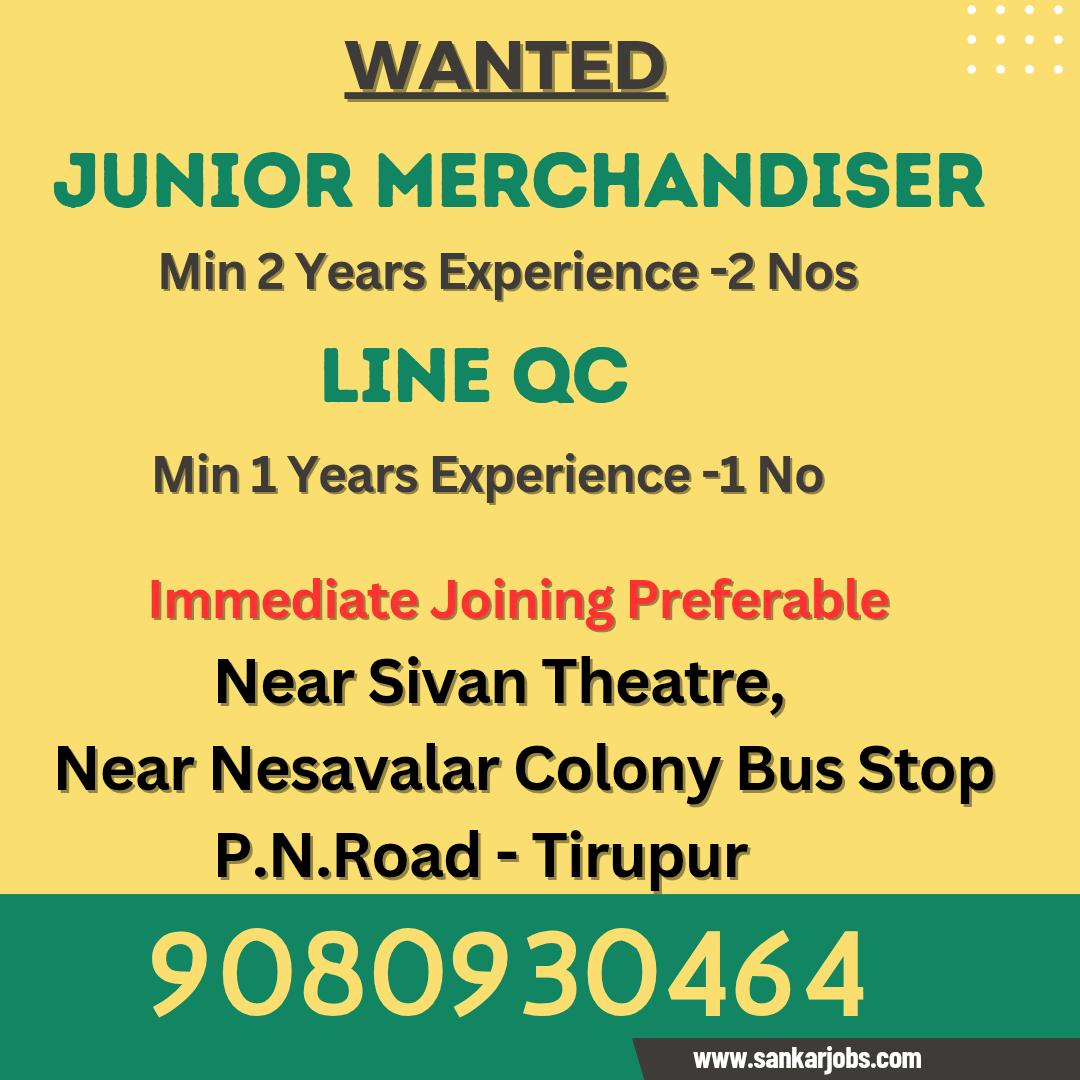 WANTED
JUNIOR MERCHANDISER
Min 2 Years Experience -2 Nos
LINE QC
Min 1 Years Experience -1 No
Immediate Joining Preferable
Near Sivan Theatre,
Near Nesavalar Colony Bus Stop
P.N.Road - Tirupur
9080930464
www.sankarjobs.com